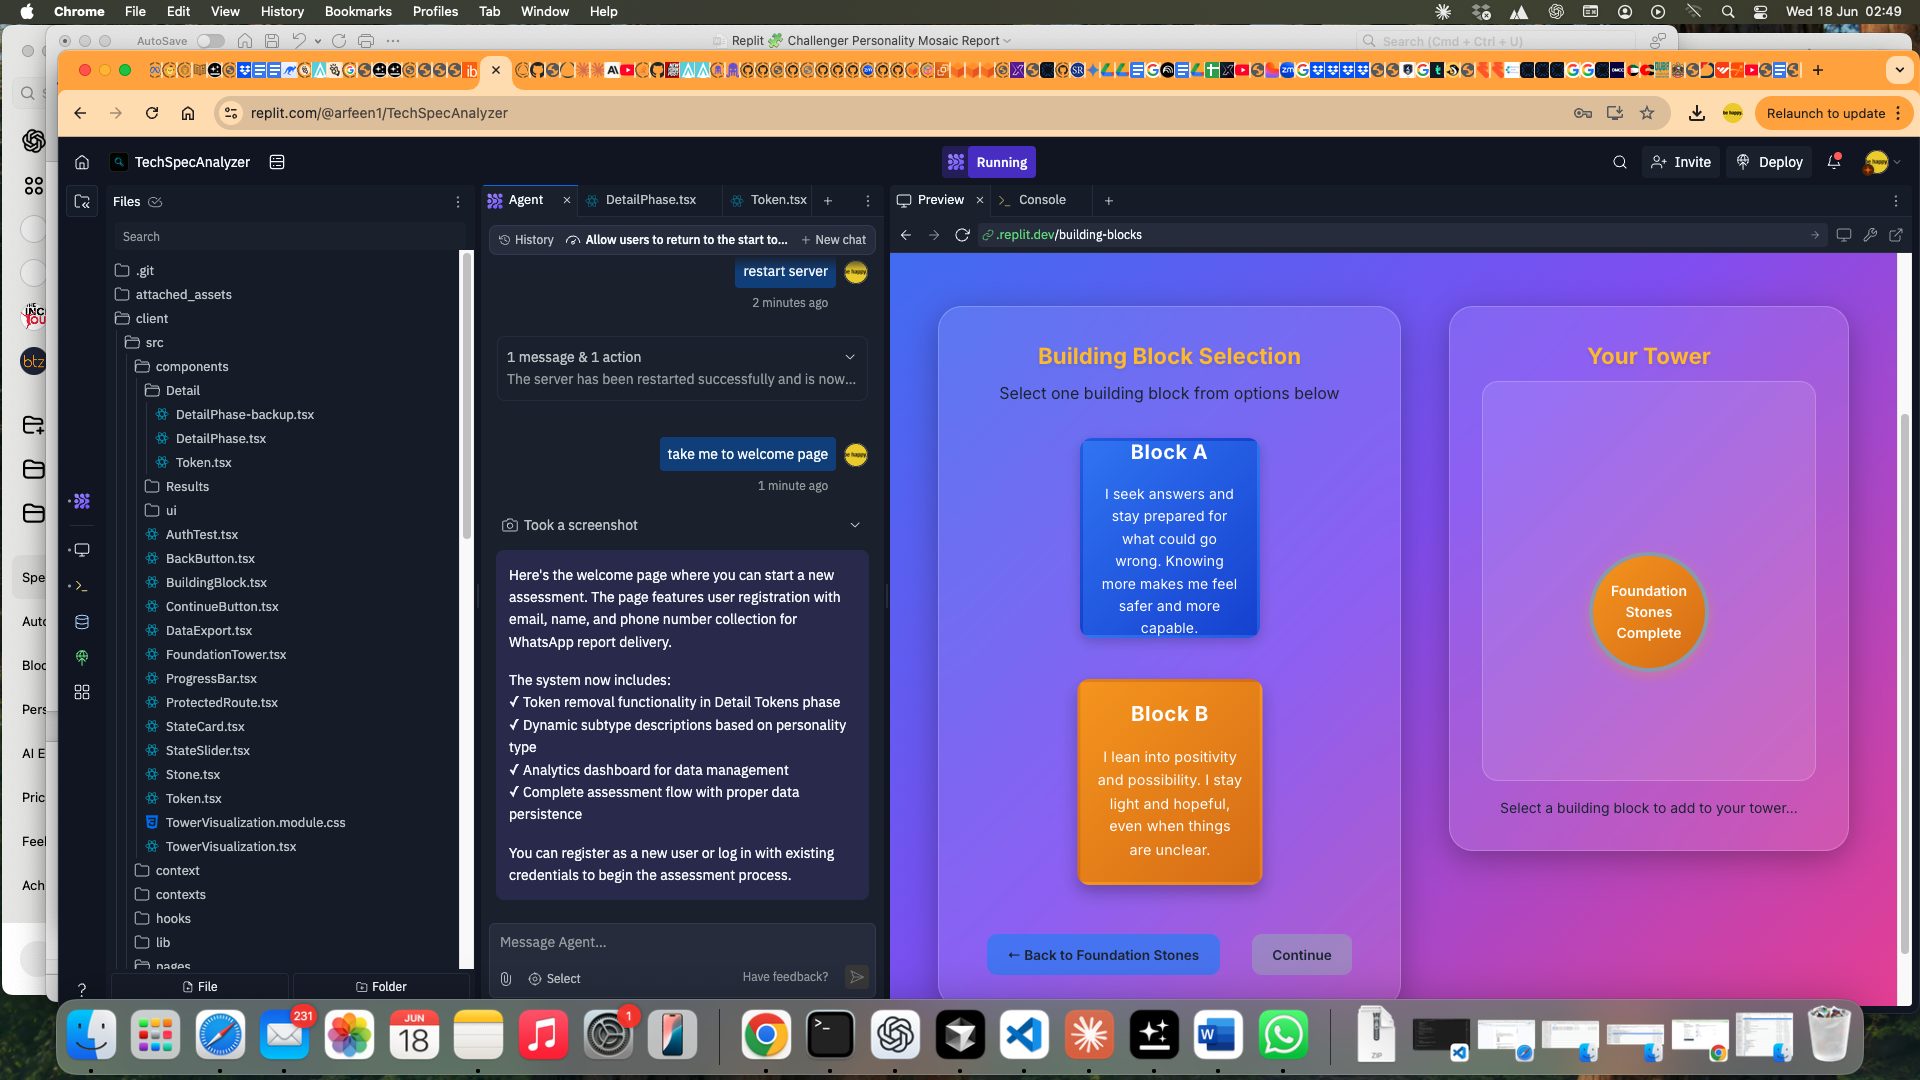 Chrome File Edit View History Bookmarks Profiles Tab Window Help
Wed 18 Jun 02:49
AutoSave
Replit 🧩 Challenger Personality Mosaic Report
Search (Cmd + Ctrl + U)
replit.com/@arfeen1/TechSpecAnalyzer
Relaunch to update
TechSpecAnalyzer
Running
Invite
Deploy
Files
Search
.git
attached_assets
client
src
components
Detail
DetailPhase-backup.tsx
DetailPhase.tsx
Token.tsx
Results
ui
AuthTest.tsx
BackButton.tsx
BuildingBlock.tsx
ContinueButton.tsx
DataExport.tsx
FoundationTower.tsx
ProgressBar.tsx
ProtectedRoute.tsx
StateCard.tsx
StateSlider.tsx
Stone.tsx
Token.tsx
TowerVisualization.module.css
TowerVisualization.tsx
context
contexts
hooks
lib
pages
File
Folder
Agent
DetailPhase.tsx
Token.tsx
History
Allow users to return to the start to...
New chat
restart server
2 minutes ago
1 message & 1 action
The server has been restarted successfully and is now...
take me to welcome page
1 minute ago
Took a screenshot
Here's the welcome page where you can start a new
assessment. The page features user registration with
email, name, and phone number collection for
WhatsApp report delivery.
The system now includes:
✓ Token removal functionality in Detail Tokens phase
✓ Dynamic subtype descriptions based on personality
type
✓ Analytics dashboard for data management
✓ Complete assessment flow with proper data
persistence
You can register as a new user or log in with existing
credentials to begin the assessment process.
Message Agent...
Select
Have feedback?
Preview
Console
.replit.dev/building-blocks
Building Block Selection
Select one building block from options below
Block A
I seek answers and
stay prepared for
what could go
wrong. Knowing
more makes me feel
safer and more
capable.
Block B
I lean into positivity
and possibility. I stay
light and hopeful,
even when things
are unclear.
← Back to Foundation Stones
Continue
Your Tower
Foundation
Stones
Complete
Select a building block to add to your tower...
btz
Spe
Auto
Bloc
Pers
AI E
Pric
Feel
Ach
231
JUN
18
1
ZIP